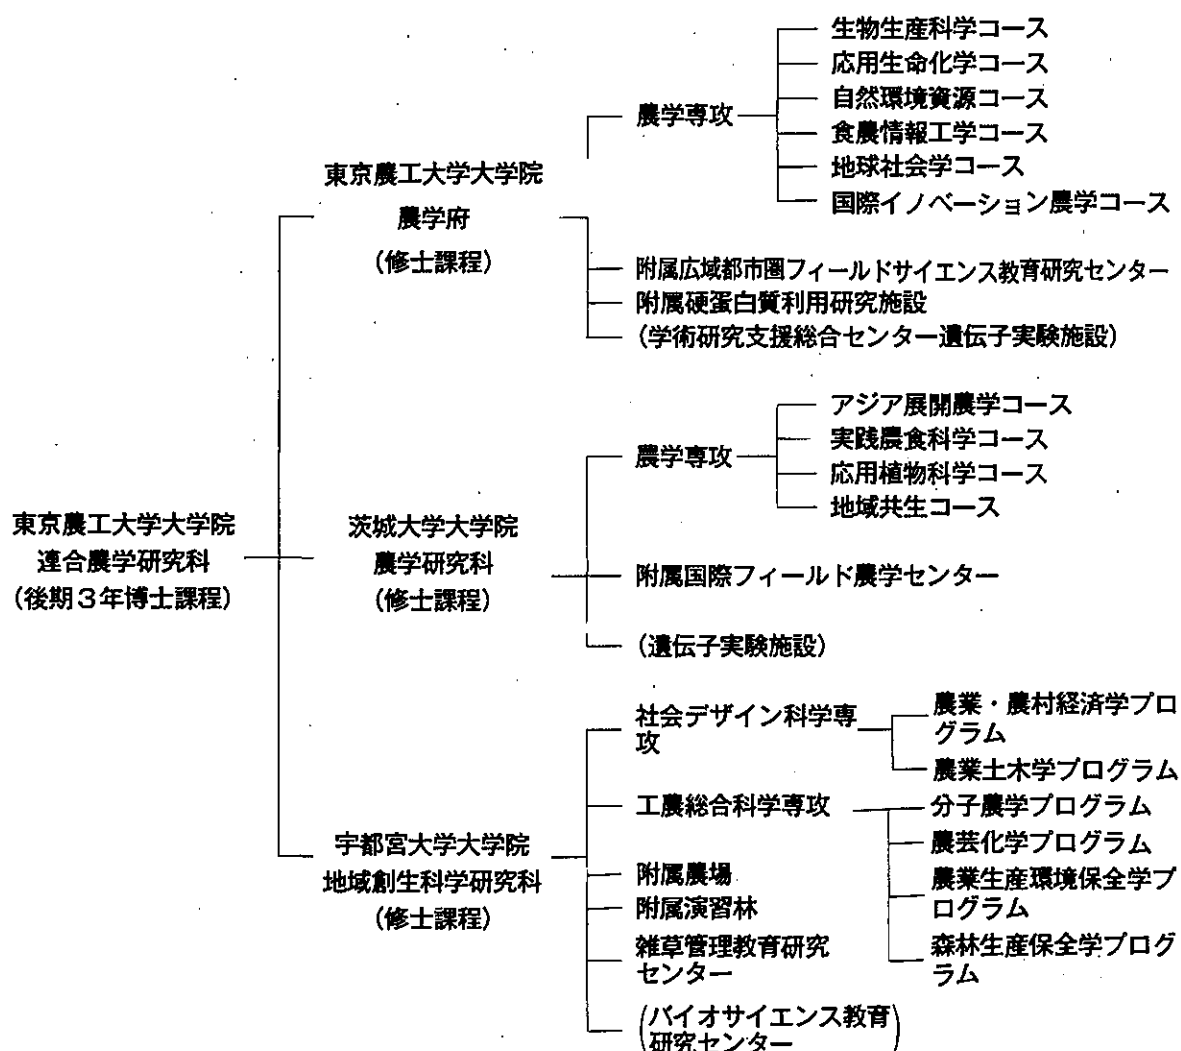 東京農工大学大学院
連合農学研究科
(後期3年博士課程)
東京農工大学大学院
農学府
(修士課程)
農学専攻
生物生産科学コース
応用生命化学コース
自然環境資源コース
食農情報工学コース
地球社会学コース
国際イノベーション農学コース
附属広域都市圏フィールドサイエンス教育研究センター
附属硬蛋白質利用研究施設
(学術研究支援総合センター遺伝子実験施設)
茨城大学大学院
農学研究科
(修士課程)
農学専攻
アジア展開農学コース
実践農食科学コース
応用植物科学コース
地域共生コース
附属国際フィールド農学センター
(遺伝子実験施設)
宇都宮大学大学院
地域創生科学研究科
(修士課程)
社会デザイン科学専
攻
農業・農村経済学プロ
グラム
農業土木学プログラム
工農総合科学専攻
分子農学プログラム
農芸化学プログラム
農業生産環境保全学プ
ログラム
森林生産保全学プログ
ラム
附属農場
附属演習林
雑草管理教育研究
センター
(バイオサイエンス教育
研究センター)